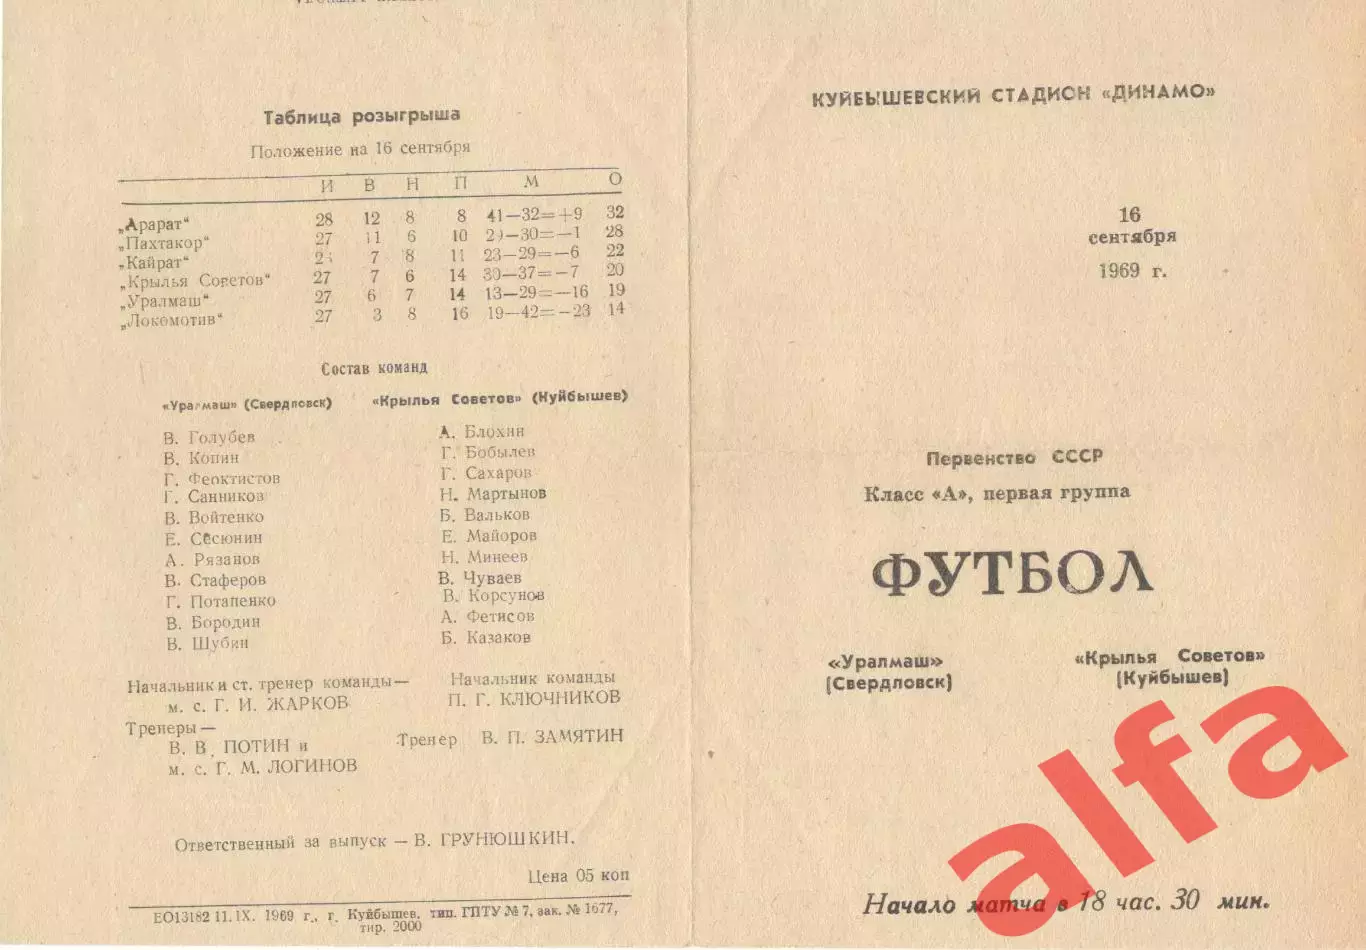 Таблица розыгрыша
Положение на 16 сентября
И В Н П М О
„Арарат“ 28 12 8 8 41—32=+9 32
„Пахтакор“ 27 11 6 10 29—30=—1 28
„Кайрат“ 7 8 11 23—29=—6 22
„Крылья Советов“ 27 7 6 14 30—37=—7 20
„Уралмаш“ 27 6 7 14 13—29=—16 19
„Локомотив“ 27 3 8 16 19—42=—23 14
Состав команд
«Уралмаш» (Свердловск)
В. Голубев
В. Копин
Г. Феоктистов
Г. Санников
В. Войтенко
Е. Сесюнин
А. Рязанов
В. Стаферов
Г. Потапенко
В. Бородин
В. Шубин
Начальник и ст. тренер команды—
м. с. Г. И. ЖАРКОВ
Тренеры—
В. В. ПОТИН и
м. с. Г. М. ЛОГИНОВ
«Крылья Советов» (Куйбышев)
А. Блохин
Г. Бобылев
Г. Сахаров
Н. Мартынов
Б. Вальков
Е. Майоров
Н. Минеев
В. Чуваев
В. Корсунов
А. Фетисов
Б. Казаков
Начальник команды
П. Г. КЛЮЧНИКОВ
Тренер В. П. ЗАМЯТИН
Ответственный за выпуск — В. ГРУНЮШКИН.
Цена 05 коп
ЕО13182 11.IX. 1969 г., г. Куйбышев, тип. ГПТУ № 7, зак. № 1677,
тир. 2000
КУЙБЫШЕВСКИЙ СТАДИОН «ДИНАМО»
16
сентября
1969 г.
Первенство СССР
Класс «А», первая группа
ФУТБОЛ
«Уралмаш»
(Свердловск)
«Крылья Советов»
(Куйбышев)
Начало матча в 18 час. 30 мин.
alfa